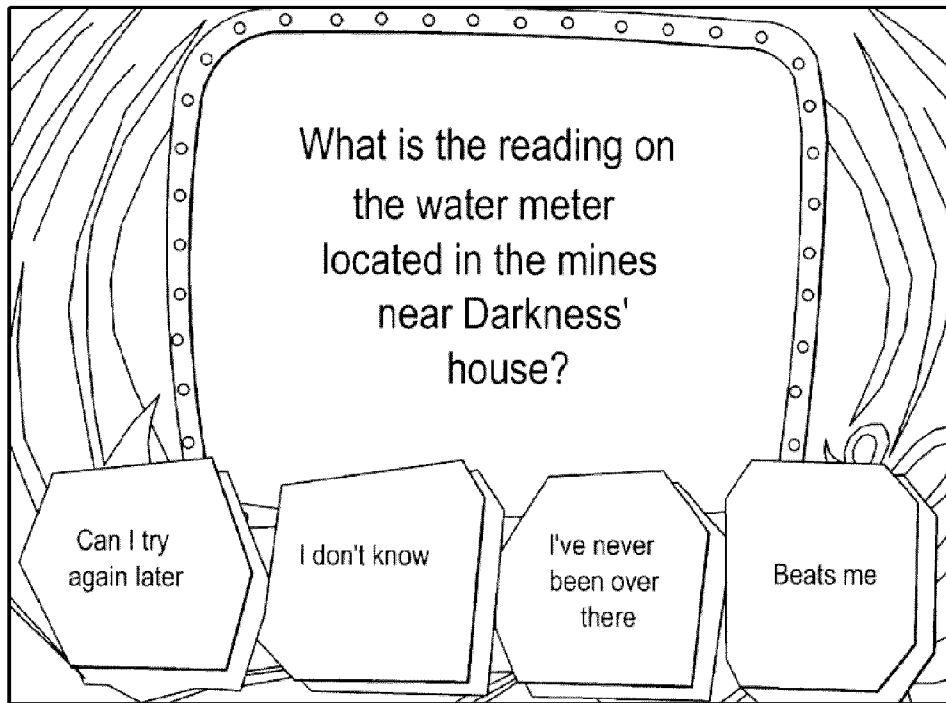 What is the reading on
the water meter
located in the mines
near Darkness'
house?
Can I try
again later
I don't know
I've never
been over
there
Beats me